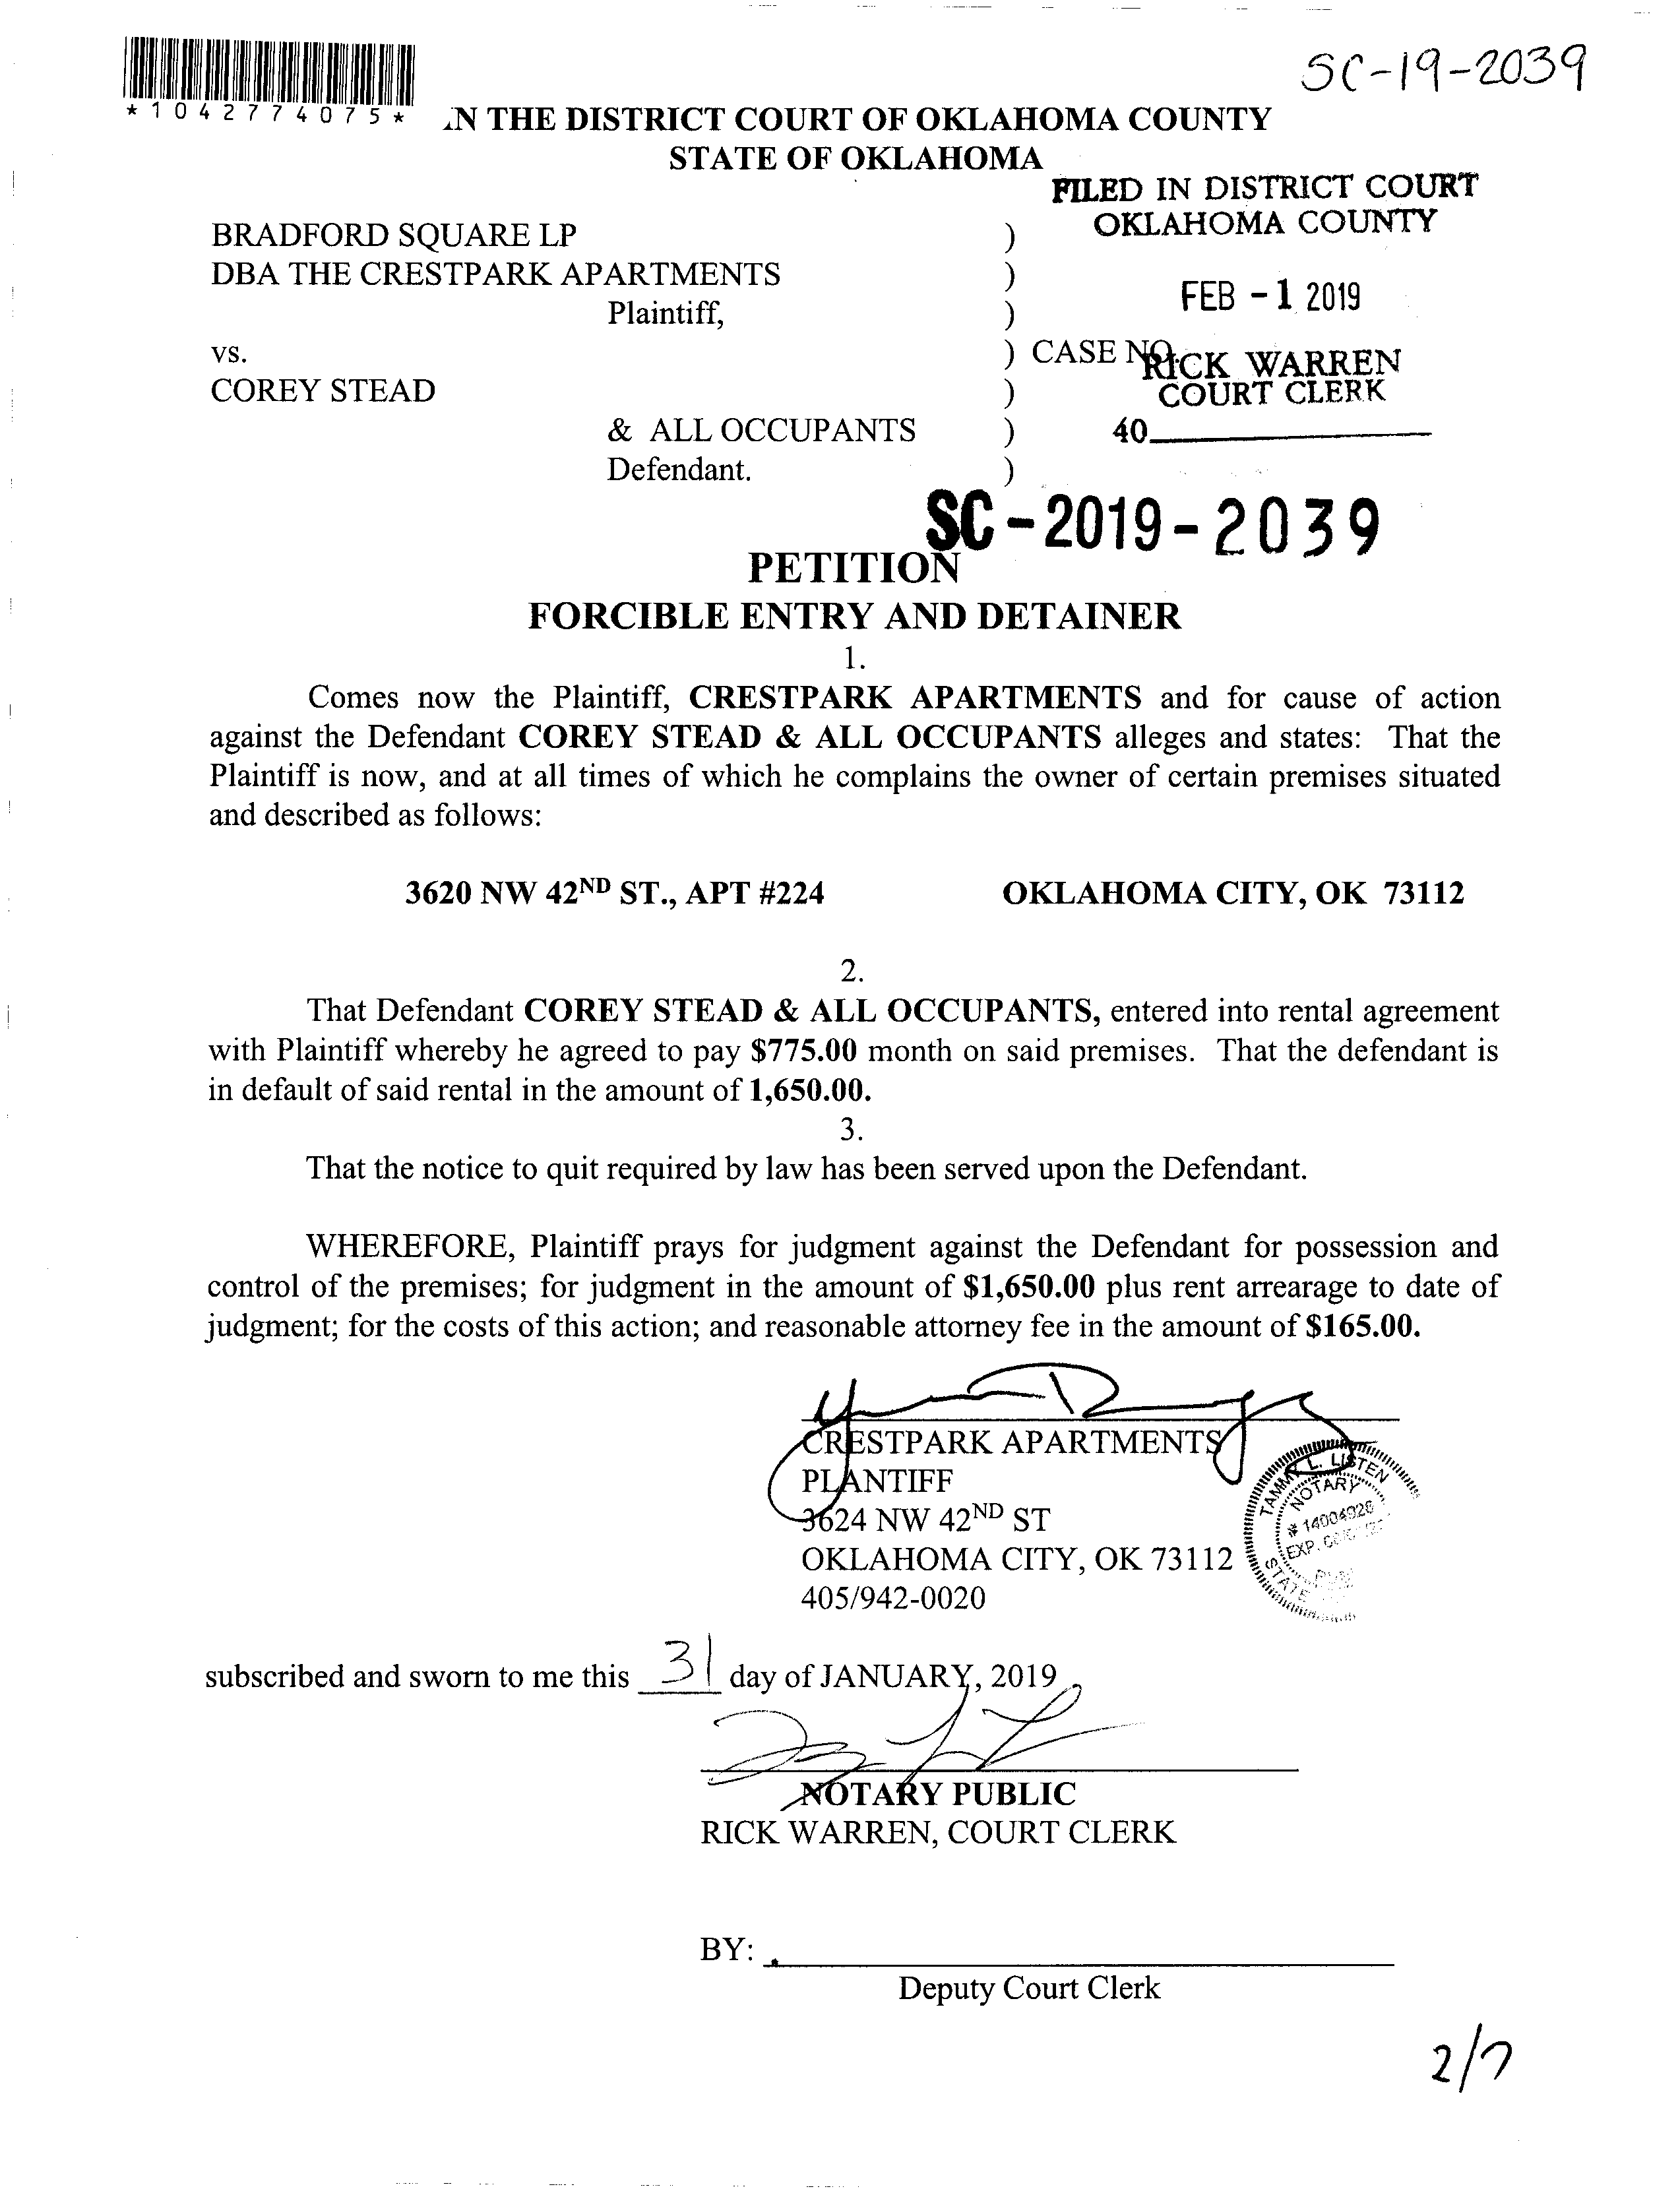 SC-19-2039
*1042774075*
.N THE DISTRICT COURT OF OKLAHOMA COUNTY
STATE OF OKLAHOMA
FILED IN DISTRICT COURT
OKLAHOMA COUNTY
FEB - 1 2019
RICK WARREN
COURT CLERK
40
BRADFORD SQUARE LP )
DBA THE CRESTPARK APARTMENTS )
Plaintiff, )
vs. ) CASE NO.
COREY STEAD )
& ALL OCCUPANTS )
Defendant. )
SC-2019-2039
PETITION
FORCIBLE ENTRY AND DETAINER
1.
Comes now the Plaintiff, CRESTPARK APARTMENTS and for cause of action
against the Defendant COREY STEAD & ALL OCCUPANTS alleges and states: That the
Plaintiff is now, and at all times of which he complains the owner of certain premises situated
and described as follows:
3620 NW 42ND ST., APT #224 OKLAHOMA CITY, OK 73112
2.
That Defendant COREY STEAD & ALL OCCUPANTS, entered into rental agreement
with Plaintiff whereby he agreed to pay $775.00 month on said premises. That the defendant is
in default of said rental in the amount of 1,650.00.
3.
That the notice to quit required by law has been served upon the Defendant.
WHEREFORE, Plaintiff prays for judgment against the Defendant for possession and
control of the premises; for judgment in the amount of $1,650.00 plus rent arrearage to date of
judgment; for the costs of this action; and reasonable attorney fee in the amount of $165.00.
CRESTPARK APARTMENTS
PLANTIFF
3624 NW 42ND ST
OKLAHOMA CITY, OK 73112
405/942-0020
L. LISTEN
NOTARY
# 14004926
EXP.
STATE
subscribed and sworn to me this 31 day of JANUARY, 2019
NOTARY PUBLIC
RICK WARREN, COURT CLERK
BY:
Deputy Court Clerk
2/7